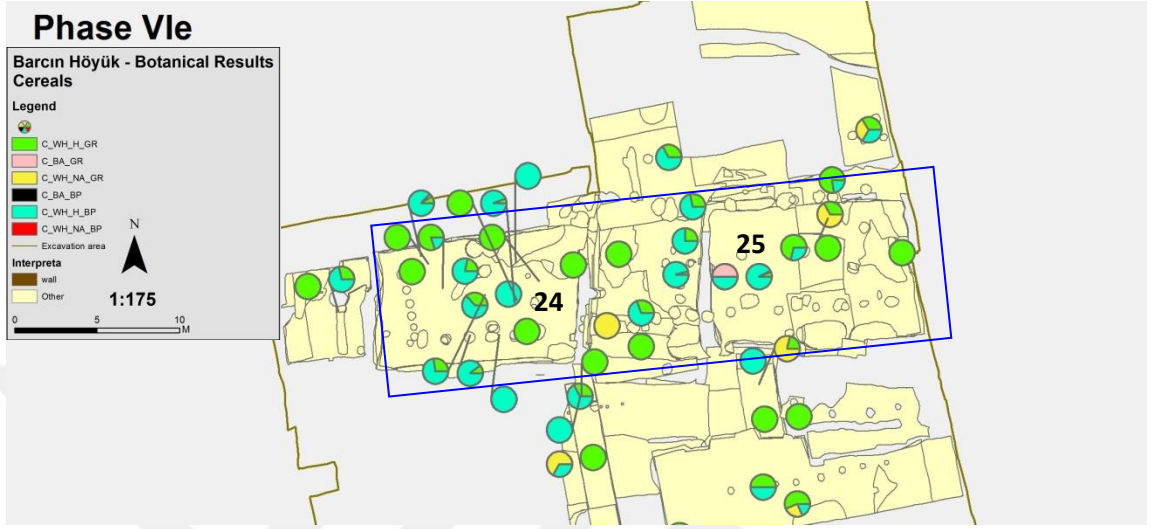 Phase VIe
Barcın Höyük - Botanical Results
Cereals
Legend
C_WH_H_GR
C_BA_GR
C_WH_NA_GR
C_BA_BP
C_WH_H_BP
C_WH_NA_BP
Excavation area
Interpreta
wall
Other
N
1:175
0 5 10
M
24
25